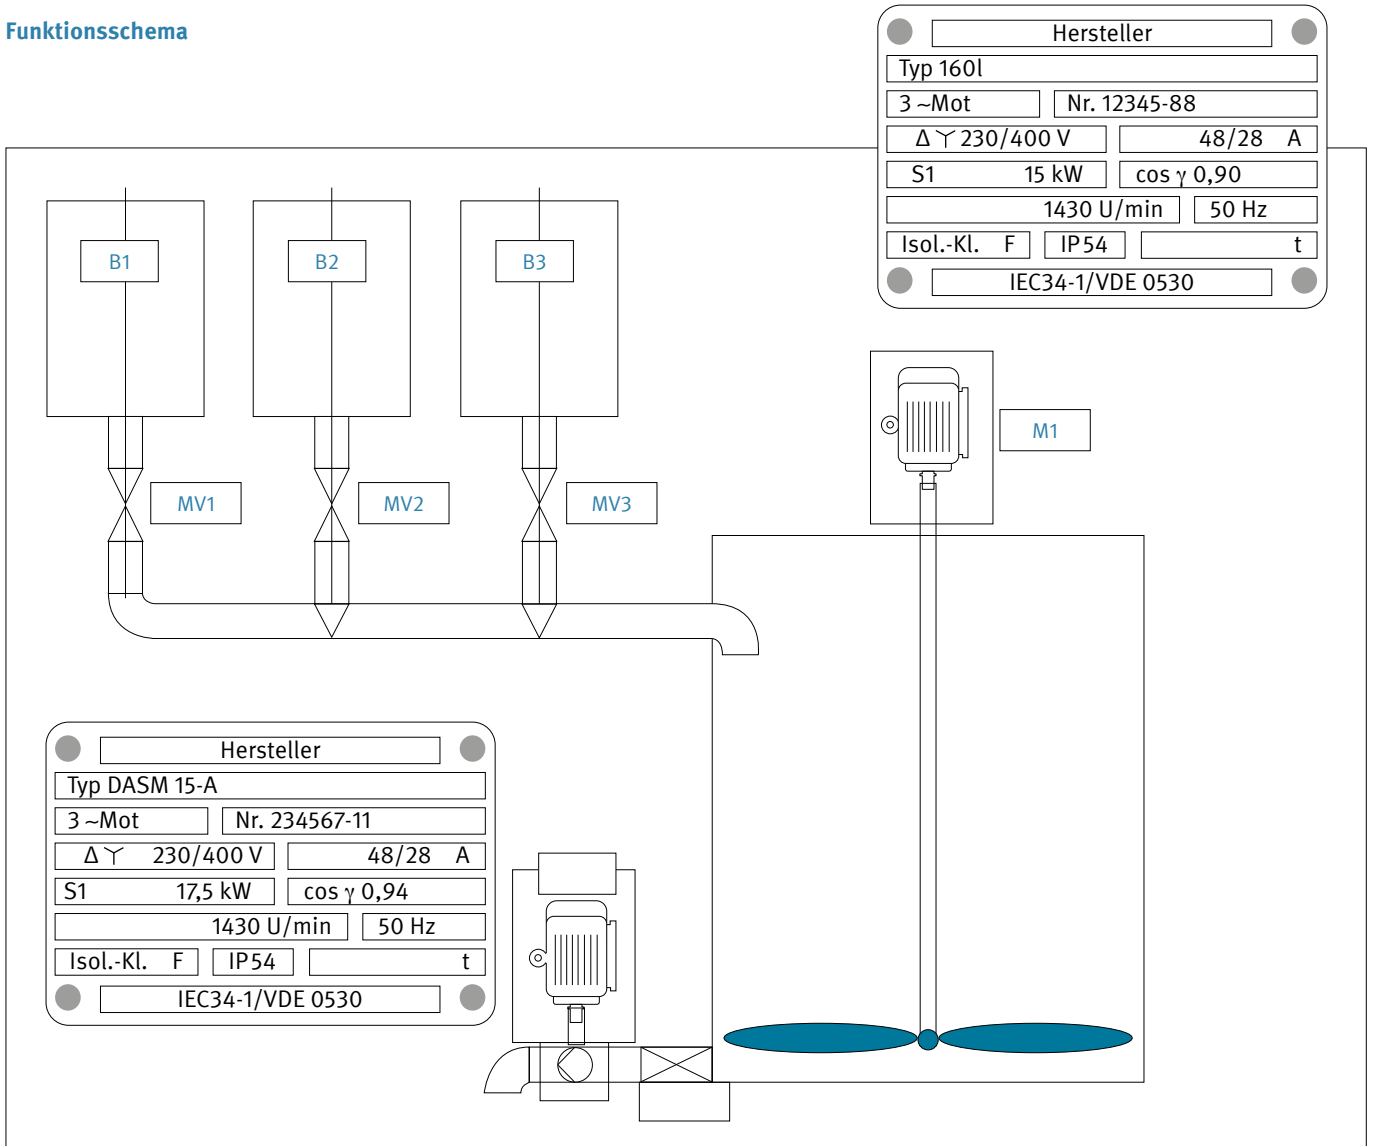 Funktionsschema
Hersteller
Typ 160l
3 ~Mot Nr. 12345-88
Δ Y 230/400 V 48/28 A
S1 15 kW cos γ 0,90
1430 U/min 50 Hz
Isol.-Kl. F IP54 t
IEC34-1/VDE 0530
B1 B2 B3
M1
MV1 MV2 MV3
Hersteller
Typ DASM 15-A
3 ~Mot Nr. 234567-11
Δ Y 230/400 V 48/28 A
S1 17,5 kW cos γ 0,94
1430 U/min 50 Hz
Isol.-Kl. F IP54 t
IEC34-1/VDE 0530